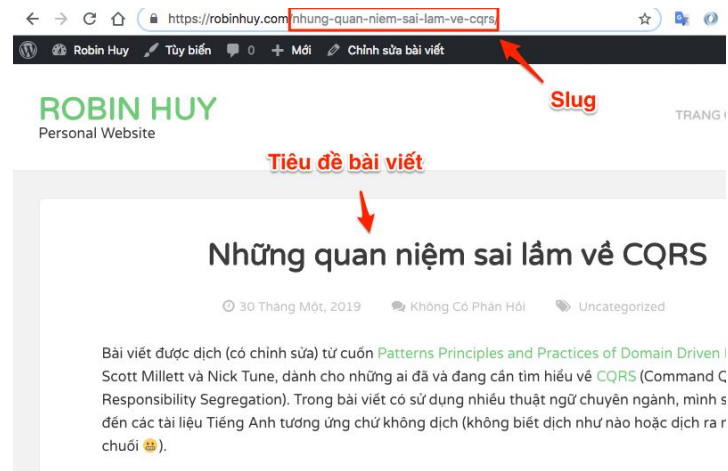 https://robinhuy.com/nhung-quan-niem-sai-lam-ve-cqrs/
Robin Huy Tùy biến 0 Mới Chỉnh sửa bài viết
Slug
ROBIN HUY
TRANG
Personal Website
Tiêu đề bài viết
Những quan niệm sai lầm về CQRS
30 Tháng Một, 2019 Không Có Phản Hồi Uncategorized
Bài viết được dịch (có chỉnh sửa) từ cuốn Patterns Principles and Practices of Domain Driven
Scott Millett và Nick Tune, dành cho những ai đã và đang cần tìm hiểu về CQRS (Command
Responsibility Segregation). Trong bài viết có sử dụng nhiều thuật ngữ chuyên ngành, mình
đến các tài liệu Tiếng Anh tương ứng chứ không dịch (không biết dịch như nào hoặc dịch ra
chuối 😬).